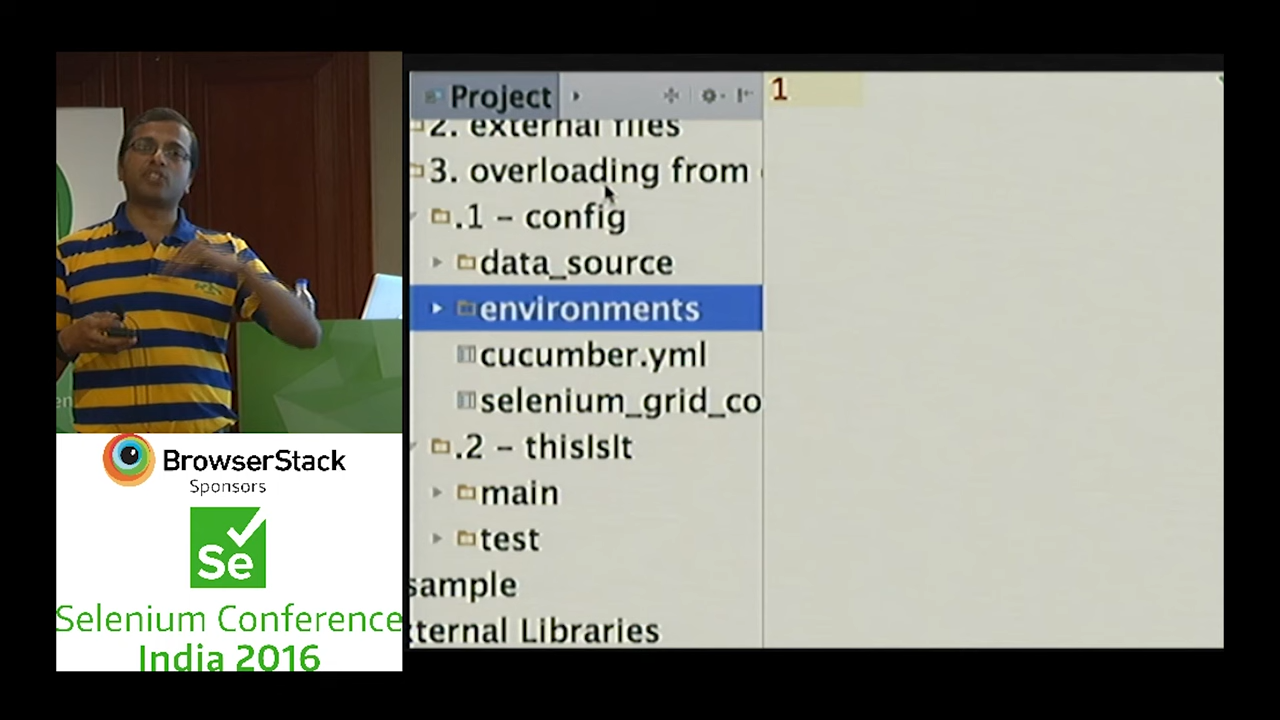 Project
1
2. external files
3. overloading from
.1 - config
data_source
environments
cucumber.yml
selenium_grid_co
.2 - thisIsIt
main
test
sample
ternal Libraries
BrowserStack
Sponsors
Se
Selenium Conference
India 2016